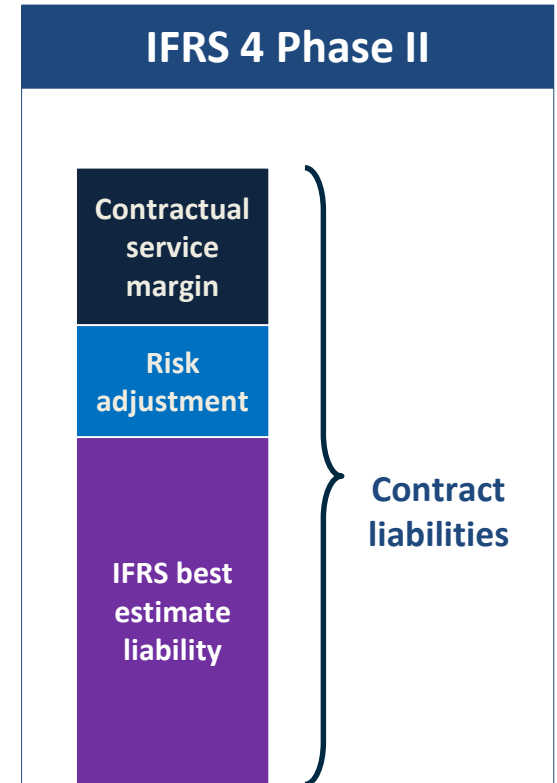 IFRS 4 Phase II
Contractual
service
margin
Risk
adjustment
IFRS best
estimate
liability
Contract
liabilities